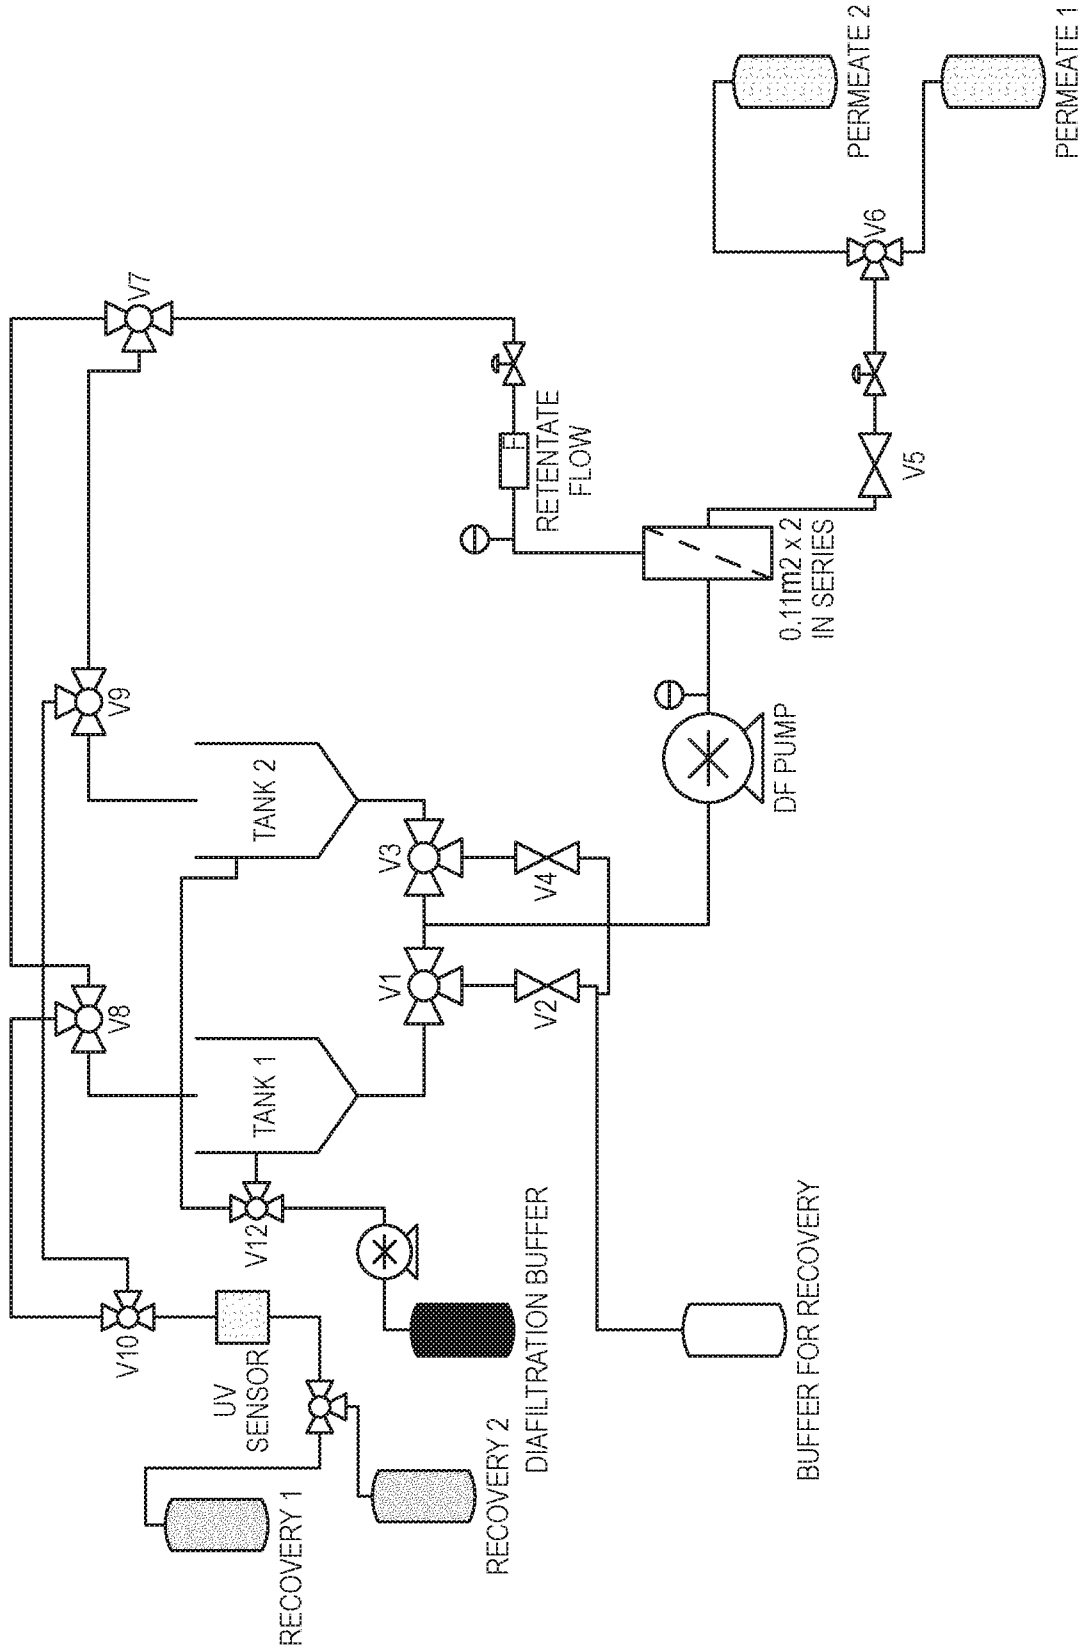 RECOVERY 1
RECOVERY 2
UV
SENSOR
V10
DIAFILTRATION BUFFER
BUFFER FOR RECOVERY
V12
TANK 1
V8
V1
V2
TANK 2
V3
V4
V9
DF PUMP
0.11m2 x 2
IN SERIES
RETENTATE
FLOW
F
V7
V5
V6
PERMEATE 2
PERMEATE 1